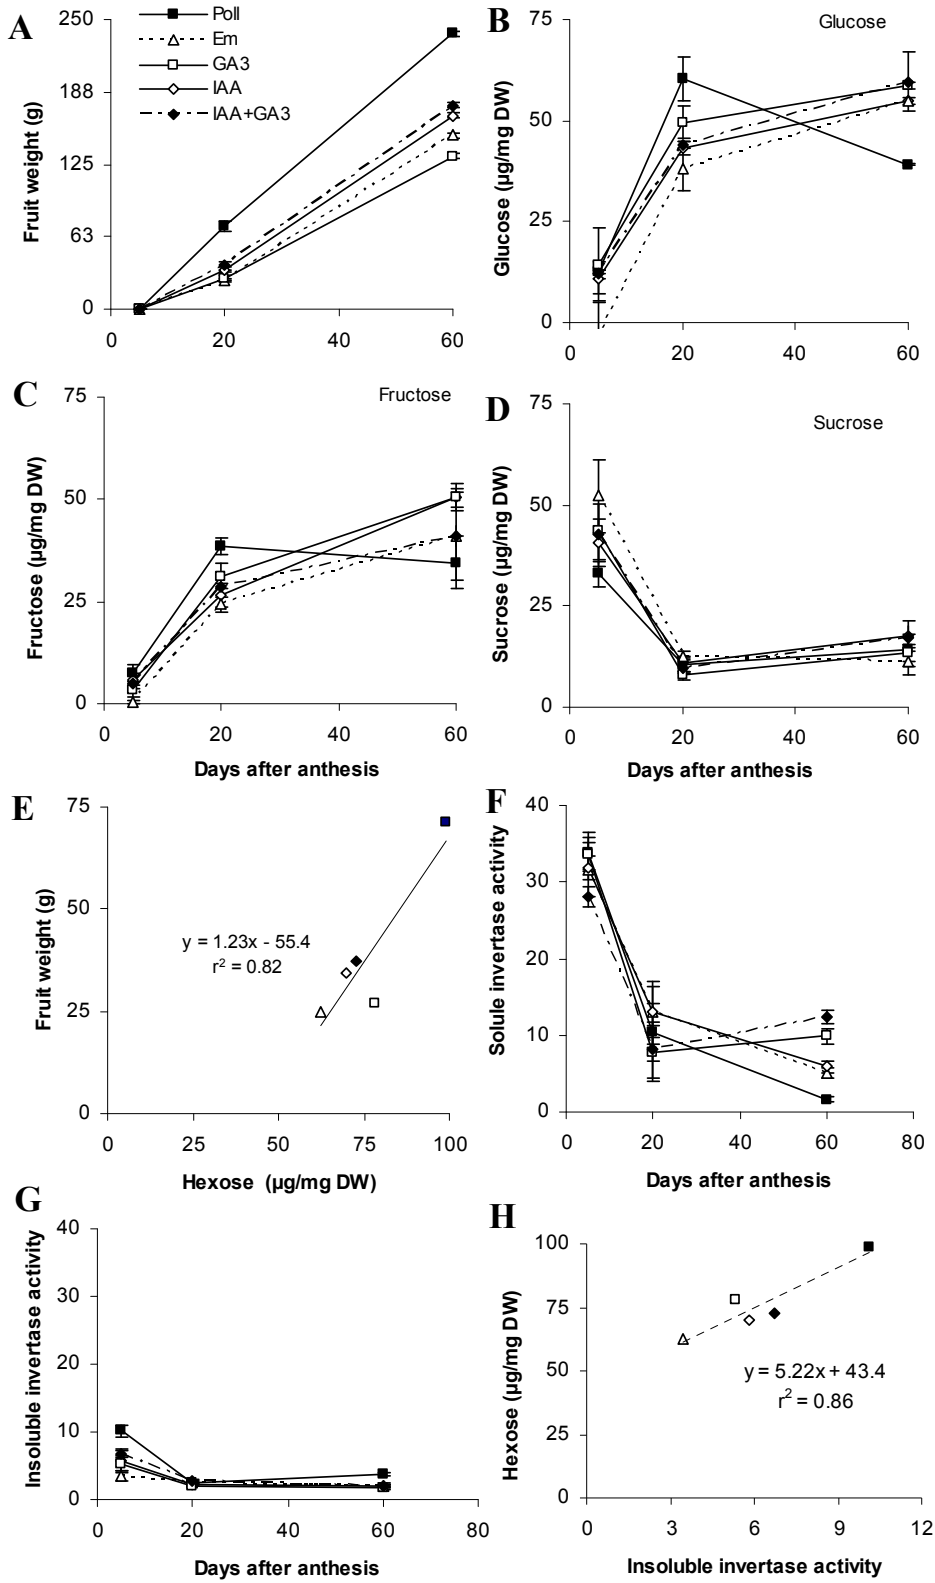 A
250
188
125
63
0
Fruit weight (g)
Poll
Em
GA3
IAA
IAA+GA3
0 20 40 60
B
Glucose
75
50
25
0
Glucose (µg/mg DW)
0 20 40 60
C
Fructose
75
50
25
0
Fructose (µg/mg DW)
0 20 40 60
Days after anthesis
D
Sucrose
75
50
25
0
Sucrose (µg/mg DW)
0 20 40 60
Days after anthesis
E
75
50
25
0
Fruit weight (g)
y = 1.23x - 55.4
r² = 0.82
0 25 50 75 100
Hexose (µg/mg DW)
F
40
30
20
10
0
Solule invertase activity
0 20 40 60 80
Days after anthesis
G
40
30
20
10
0
Insoluble invertase activity
0 20 40 60 80
Days after anthesis
H
100
75
50
25
0
Hexose (µg/mg DW)
y = 5.22x + 43.4
r² = 0.86
0 3 6 9 12
Insoluble invertase activity